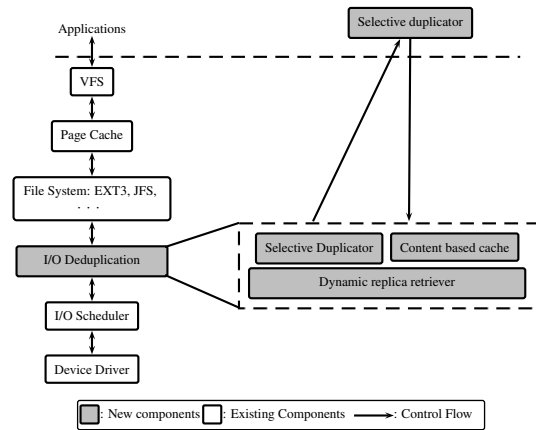 Applications
Selective duplicator
VFS
Page Cache
File System: EXT3, JFS,
. . .
I/O Deduplication
Selective Duplicator
Content based cache
Dynamic replica retriever
I/O Scheduler
Device Driver
: New components
: Existing Components
: Control Flow